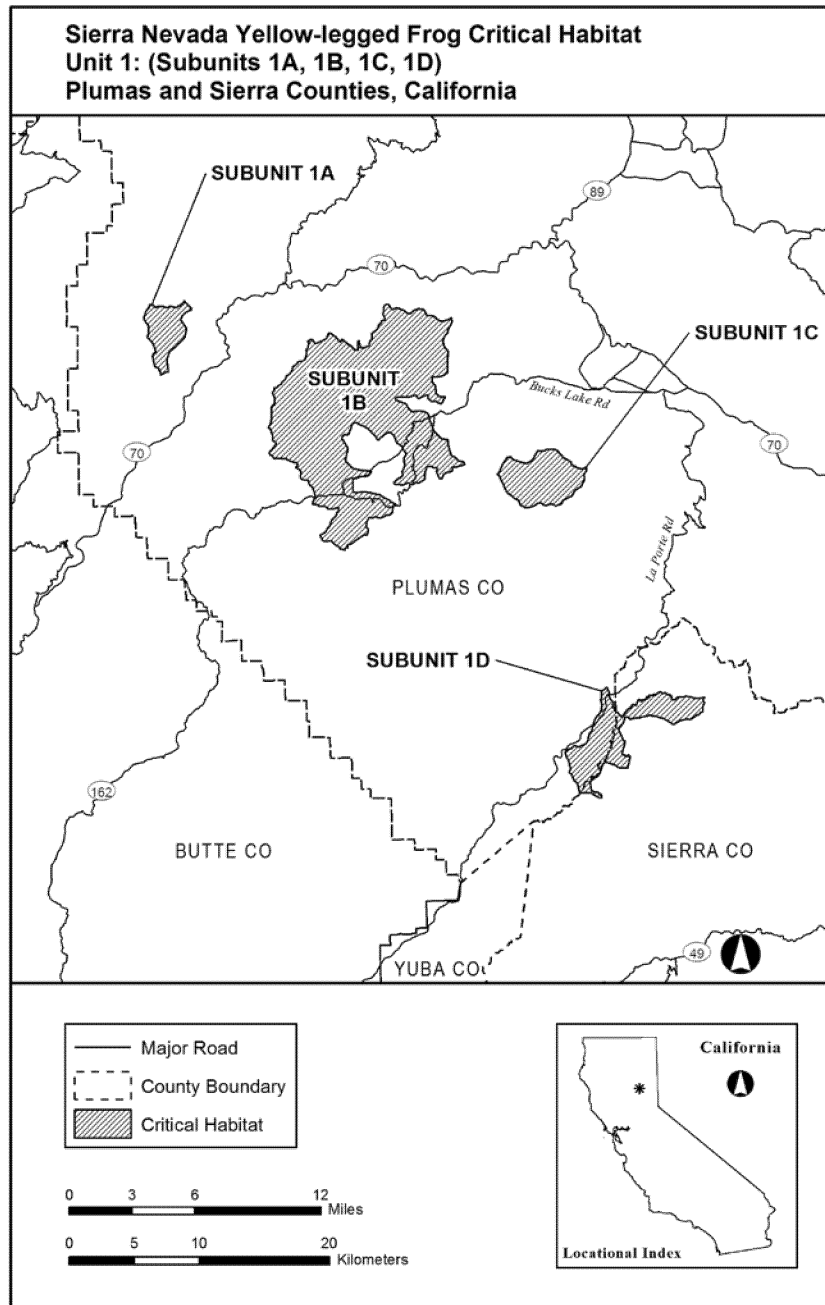 Sierra Nevada Yellow-legged Frog Critical Habitat
Unit 1: (Subunits 1A, 1B, 1C, 1D)
Plumas and Sierra Counties, California
SUBUNIT 1A
89
70
SUBUNIT 1C
SUBUNIT
1B
Bucks Lake Rd
70
70
La Porte Rd
PLUMAS CO
SUBUNIT 1D
162
BUTTE CO
SIERRA CO
49
YUBA CO
Major Road
County Boundary
Critical Habitat
California
0 3 6 12
Miles
0 5 10 20
Kilometers
Locational Index